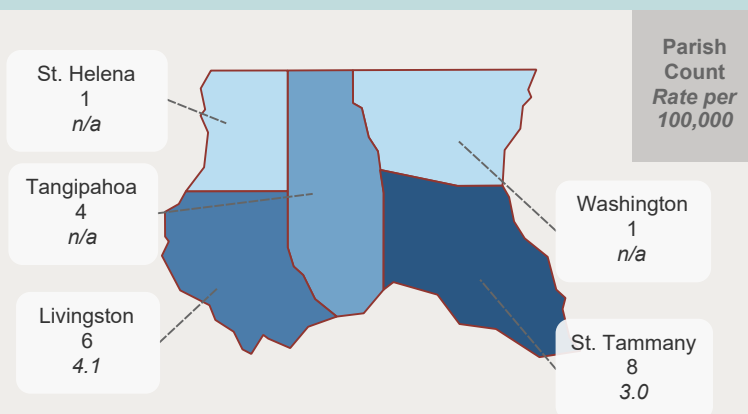 Parish
Count
Rate per
100,000
St. Helena
1
n/a
Tangipahoa
4
n/a
Livingston
6
4.1
Washington
1
n/a
St. Tammany
8
3.0